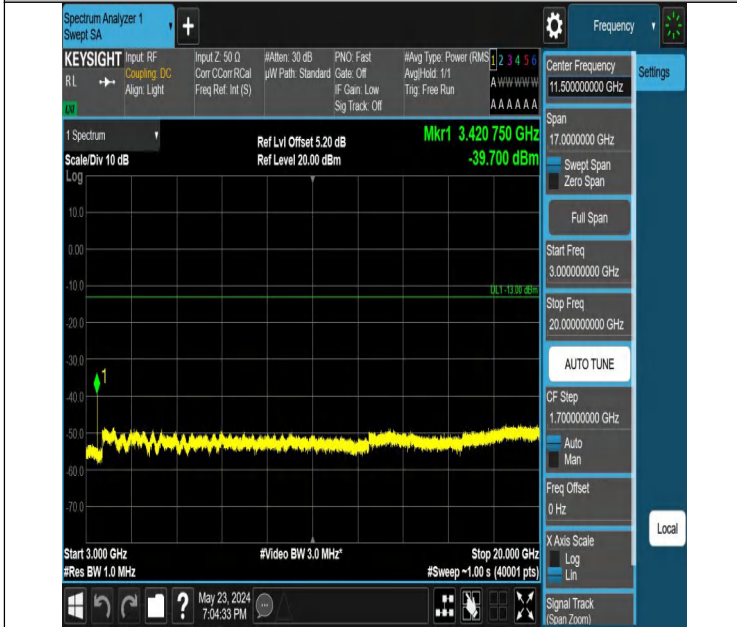 Spectrum Analyzer 1
Swept SA
+
Frequency
KEYSIGHT
RL
Input: RF
Coupling: DC
Align: Light
Input Z: 50 Ω
Corr CCorr RCal
Freq Ref: Int (S)
#Atten: 30 dB
µW Path: Standard
PNO: Fast
Gate: Off
IF Gain: Low
Sig Track: Off
#Avg Type: Power (RMS
Avg|Hold: 1/1
Trig: Free Run
1 2 3 4 5 6
A W W W W W
A A A A A A
Center Frequency
11.500000000 GHz
Settings
1 Spectrum
Scale/Div 10 dB
Ref Lvl Offset 5.20 dB
Ref Level 20.00 dBm
Mkr1 3.420 750 GHz
-39.700 dBm
Log
10.0
0.00
-10.0
-20.0
-30.0
-40.0
-50.0
-60.0
-70.0
DL1 -13.00 dBm
1
Start 3.000 GHz
#Res BW 1.0 MHz
#Video BW 3.0 MHz*
Stop 20.000 GHz
#Sweep ~1.00 s (40001 pts)
Span
17.0000000 GHz
Swept Span
Zero Span
Full Span
Start Freq
3.000000000 GHz
Stop Freq
20.000000000 GHz
AUTO TUNE
CF Step
1.700000000 GHz
Auto
Man
Freq Offset
0 Hz
X Axis Scale
Log
Lin
Signal Track
(Span Zoom)
Local
?
May 23, 2024
7:04:33 PM